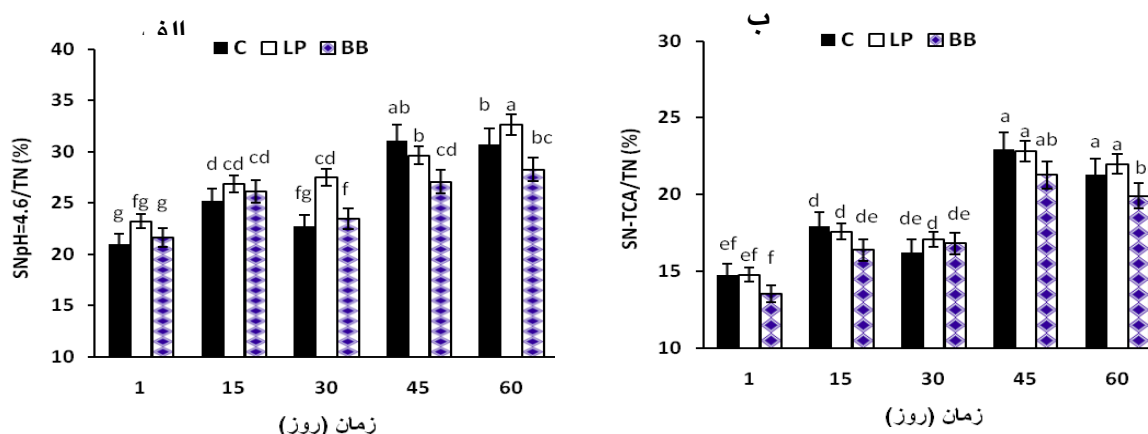 الف
C LP BB
SNpH=4.6/TN (%)
40
35
30
25
20
15
10
g fg g
d cd cd
fg cd f
ab b cd
b a bc
1 15 30 45 60
زمان (روز)
ب
C LP BB
SN-TCA/TN (%)
30
25
20
15
10
ef ef f
d d de
de d de
a a ab
a a b
1 15 30 45 60
زمان (روز)